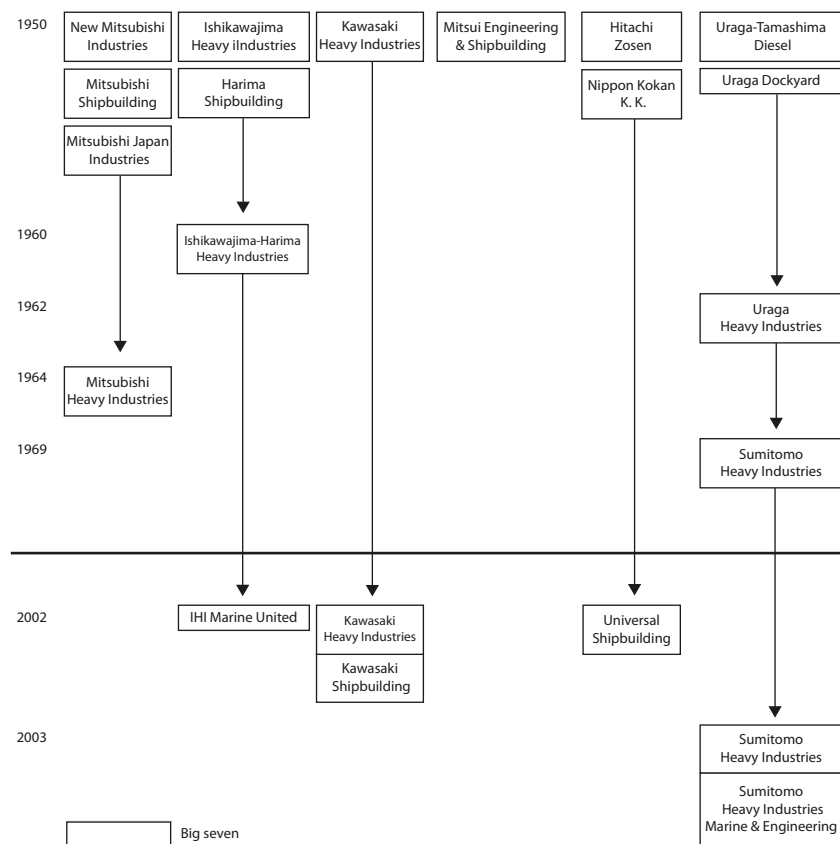 1950
New Mitsubishi
Industries
Ishikawajima
Heavy iIndustries
Kawasaki
Heavy Industries
Mitsui Engineering
& Shipbuilding
Hitachi
Zosen
Uraga-Tamashima
Diesel
Mitsubishi
Shipbuilding
Harima
Shipbuilding
Nippon Kokan
K. K.
Uraga Dockyard
Mitsubishi Japan
Industries
1960
Ishikawajima-Harima
Heavy Industries
1962
Uraga
Heavy Industries
1964
Mitsubishi
Heavy Industries
1969
Sumitomo
Heavy Industries
2002
IHI Marine United
Kawasaki
Heavy Industries
Kawasaki
Shipbuilding
Universal
Shipbuilding
2003
Sumitomo
Heavy Industries
Sumitomo
Heavy Industries
Marine & Engineering
Big seven